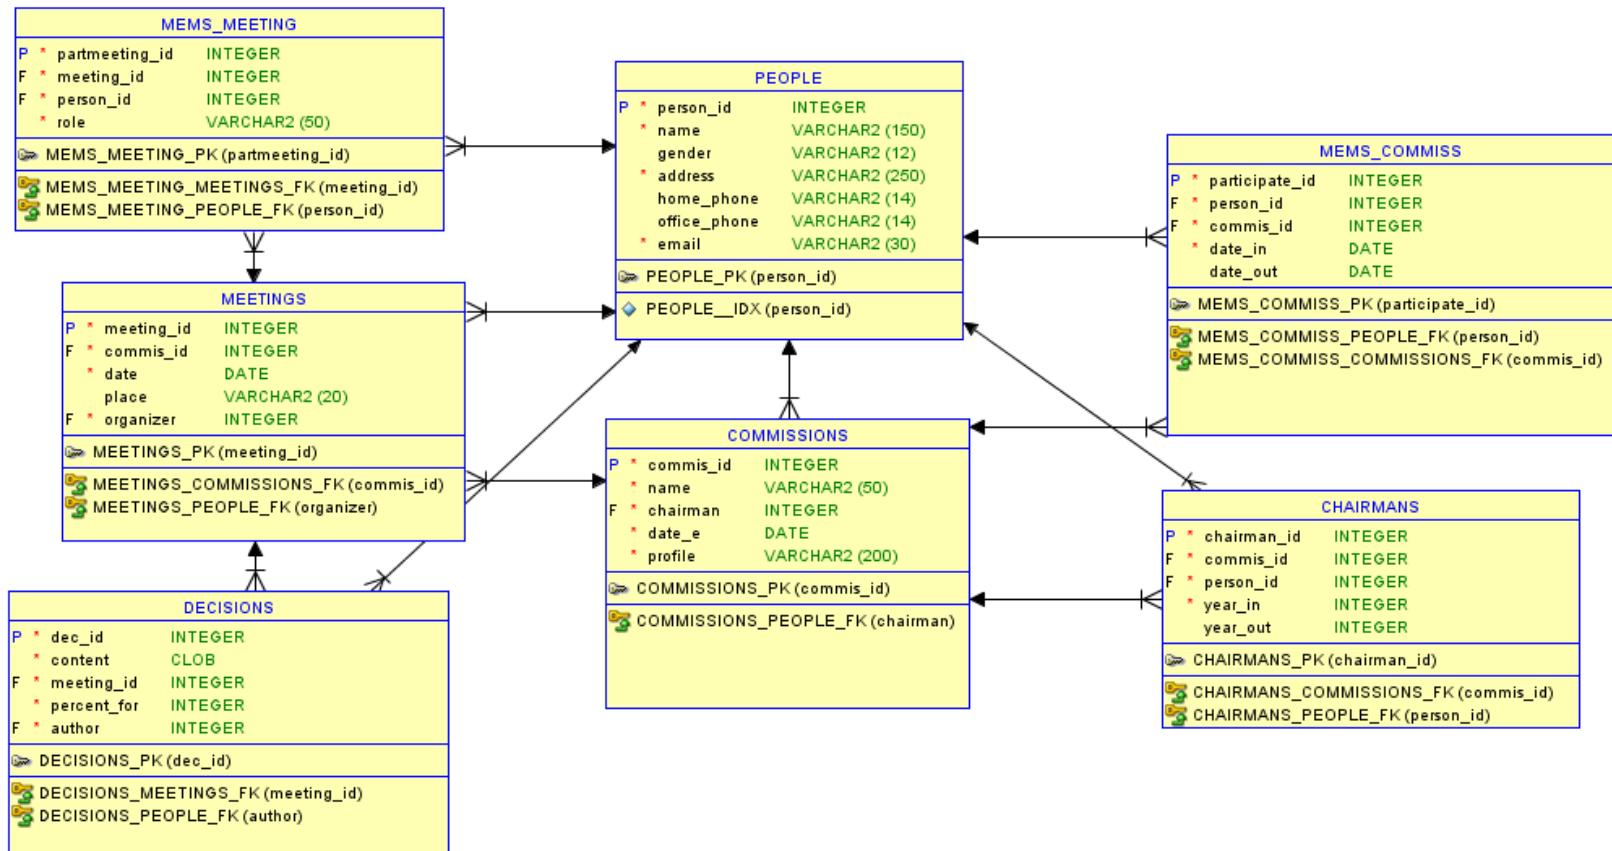 MEMS_MEETING
P * partmeeting_id INTEGER
F * meeting_id INTEGER
F * person_id INTEGER
* role VARCHAR2 (50)
MEMS_MEETING_PK (partmeeting_id)
MEMS_MEETING_MEETINGS_FK (meeting_id)
MEMS_MEETING_PEOPLE_FK (person_id)
PEOPLE
P * person_id INTEGER
* name VARCHAR2 (150)
gender VARCHAR2 (12)
* address VARCHAR2 (250)
home_phone VARCHAR2 (14)
office_phone VARCHAR2 (14)
* email VARCHAR2 (30)
PEOPLE_PK (person_id)
PEOPLE__IDX (person_id)
MEMS_COMMISS
P * participate_id INTEGER
F * person_id INTEGER
F * commis_id INTEGER
* date_in DATE
date_out DATE
MEMS_COMMISS_PK (participate_id)
MEMS_COMMISS_PEOPLE_FK (person_id)
MEMS_COMMISS_COMMISSIONS_FK (commis_id)
MEETINGS
P * meeting_id INTEGER
F * commis_id INTEGER
* date DATE
place VARCHAR2 (20)
F * organizer INTEGER
MEETINGS_PK (meeting_id)
MEETINGS_COMMISSIONS_FK (commis_id)
MEETINGS_PEOPLE_FK (organizer)
COMMISSIONS
P * commis_id INTEGER
* name VARCHAR2 (50)
F * chairman INTEGER
* date_e DATE
* profile VARCHAR2 (200)
COMMISSIONS_PK (commis_id)
COMMISSIONS_PEOPLE_FK (chairman)
CHAIRMANS
P * chairman_id INTEGER
F * commis_id INTEGER
F * person_id INTEGER
* year_in INTEGER
year_out INTEGER
CHAIRMANS_PK (chairman_id)
CHAIRMANS_COMMISSIONS_FK (commis_id)
CHAIRMANS_PEOPLE_FK (person_id)
DECISIONS
P * dec_id INTEGER
* content CLOB
F * meeting_id INTEGER
* percent_for INTEGER
F * author INTEGER
DECISIONS_PK (dec_id)
DECISIONS_MEETINGS_FK (meeting_id)
DECISIONS_PEOPLE_FK (author)